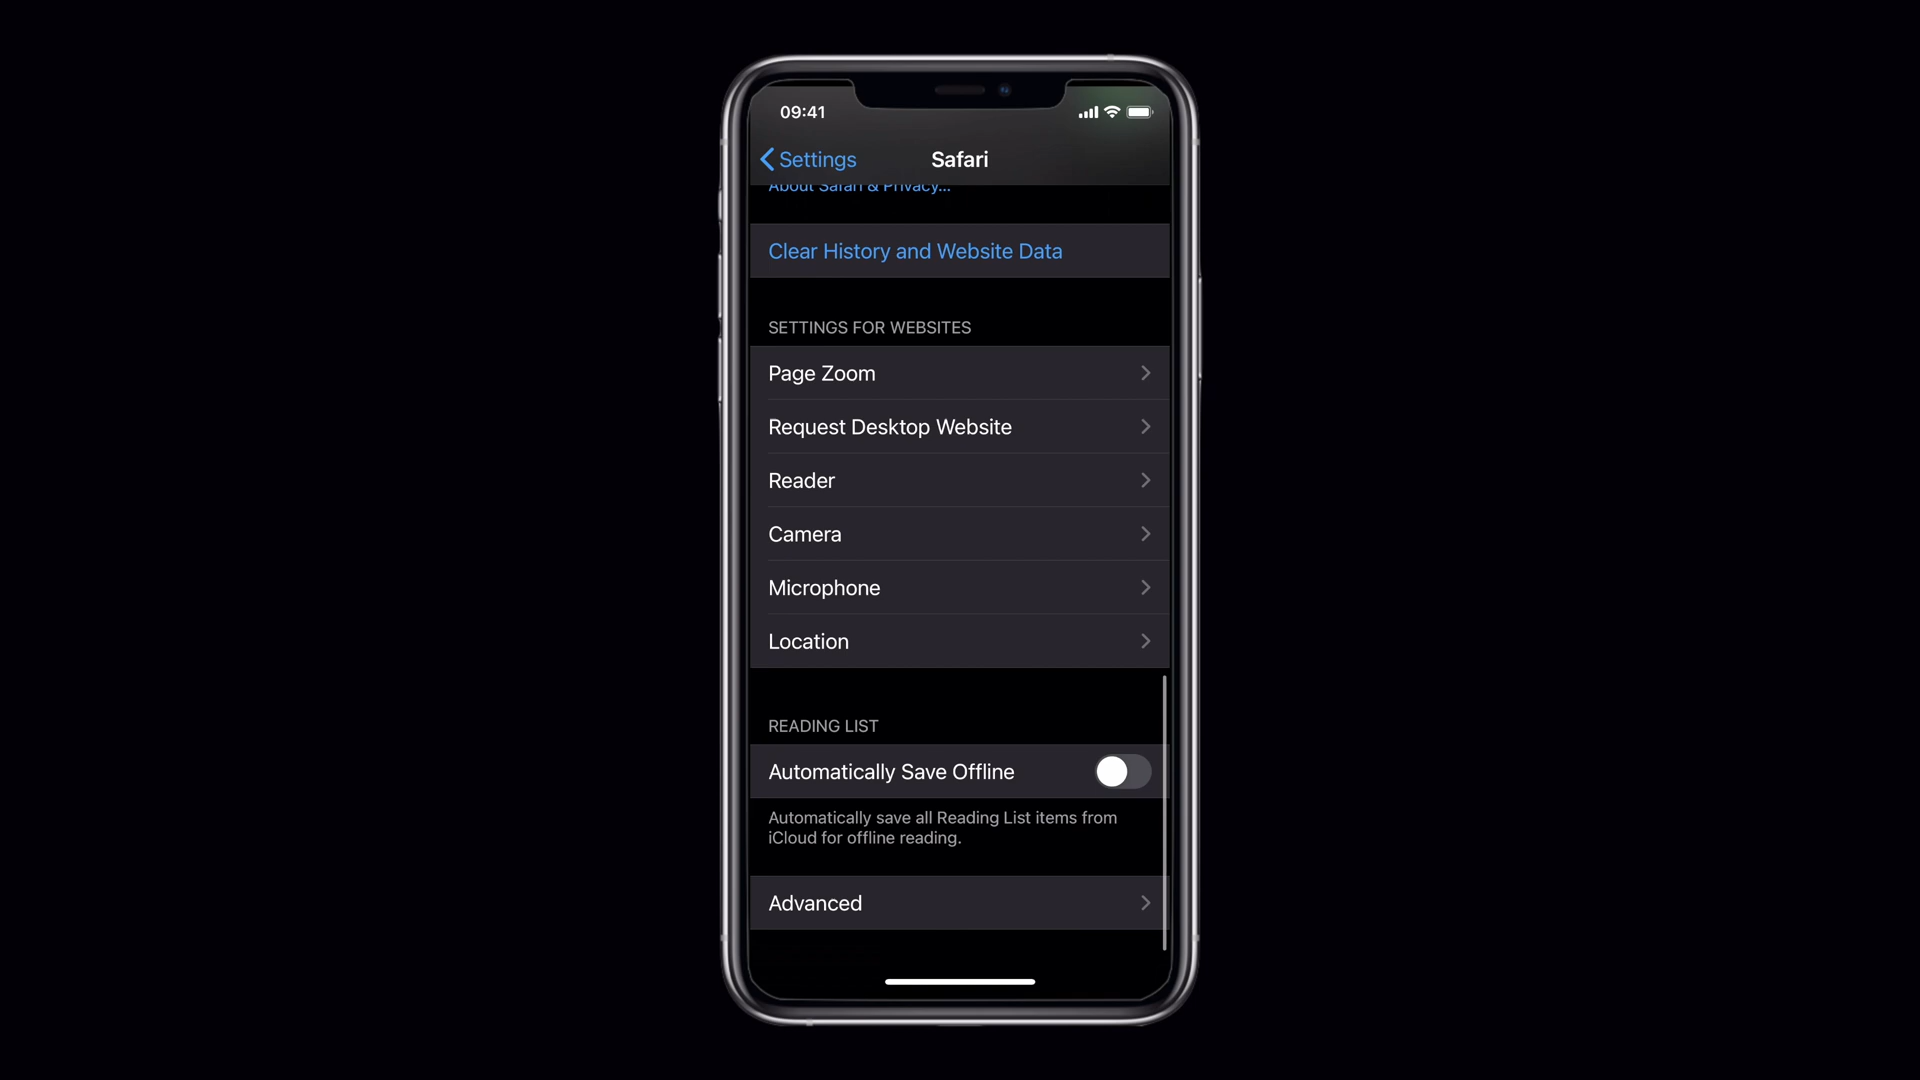 09:41
Settings
Safari
About Safari & Privacy...
Clear History and Website Data
SETTINGS FOR WEBSITES
Page Zoom
Request Desktop Website
Reader
Camera
Microphone
Location
READING LIST
Automatically Save Offline
Automatically save all Reading List items from
iCloud for offline reading.
Advanced